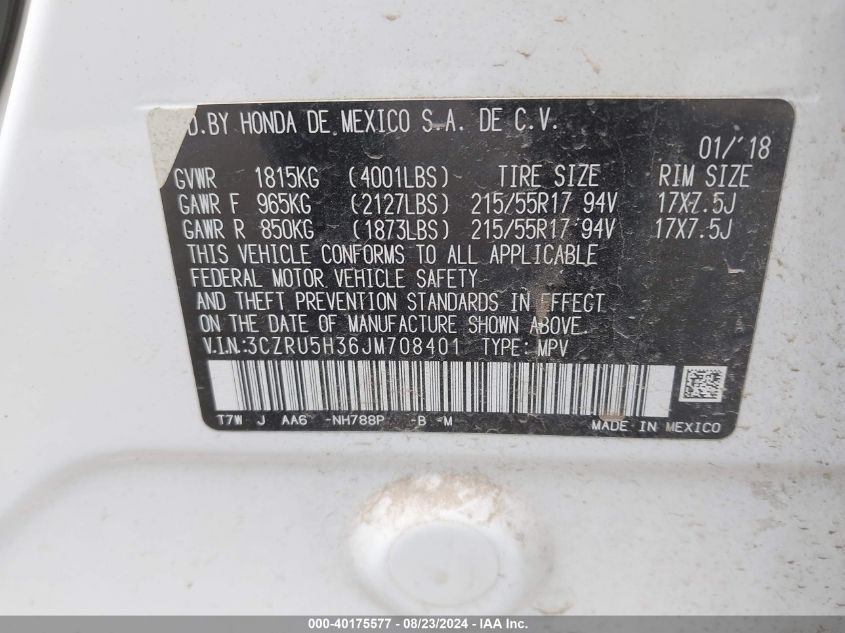 D.BY HONDA DE MEXICO S.A. DE C.V.
01/'18
GVWR 1815KG (4001LBS) TIRE SIZE RIM SIZE
GAWR F 965KG (2127LBS) 215/55R17 94V 17X7.5J
GAWR R 850KG (1873LBS) 215/55R17 94V 17X7.5J
THIS VEHICLE CONFORMS TO ALL APPLICABLE
FEDERAL MOTOR VEHICLE SAFETY
AND THEFT PREVENTION STANDARDS IN EFFECT
ON THE DATE OF MANUFACTURE SHOWN ABOVE.
V.I.N.:3CZRU5H36JM708401 TYPE: MPV
T7W J AA6 -NH788P -B -M MADE IN MEXICO
000-40175577 - 08/23/2024 - IAA Inc.